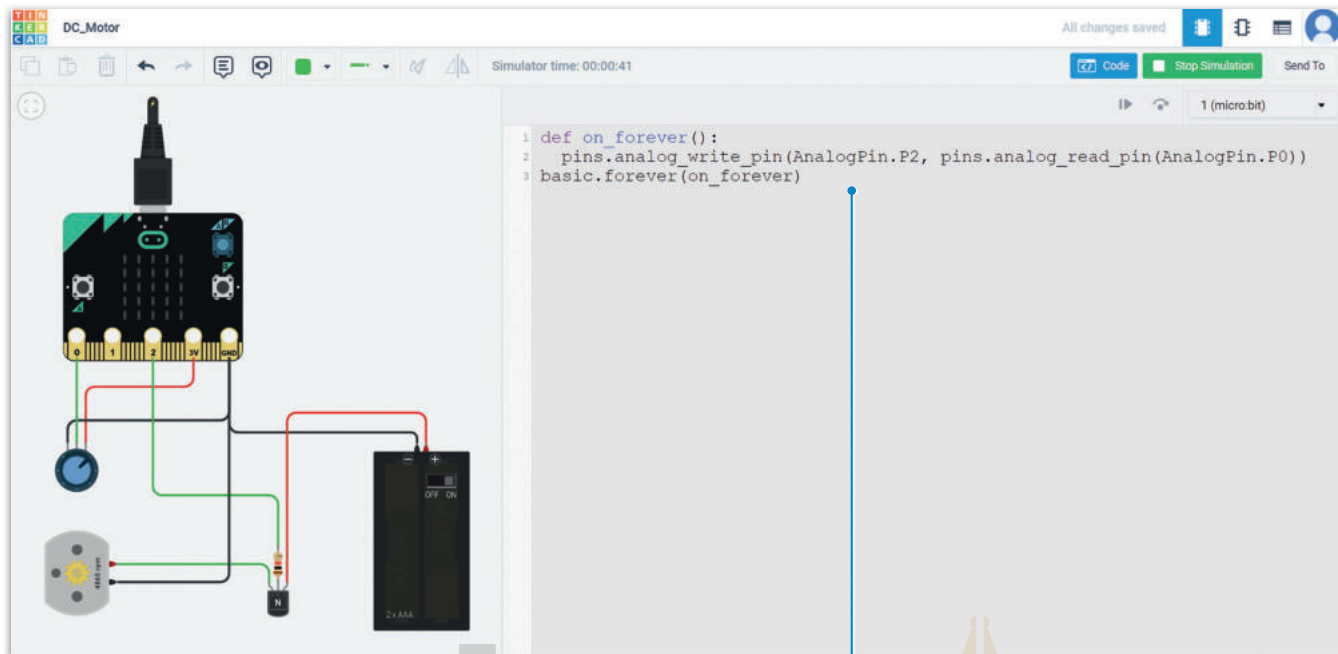 TIN
KER
CAD
DC_Motor
All changes saved
Simulator time: 00:00:41
Code
Stop Simulation
Send To
1 (micro:bit)
1 def on_forever():
2 pins.analog_write_pin(AnalogPin.P2, pins.analog_read_pin(AnalogPin.P0))
3 basic.forever(on_forever)
A
B
B
A
0 1 2 3V GND
OFF ON
2 x AAA
N